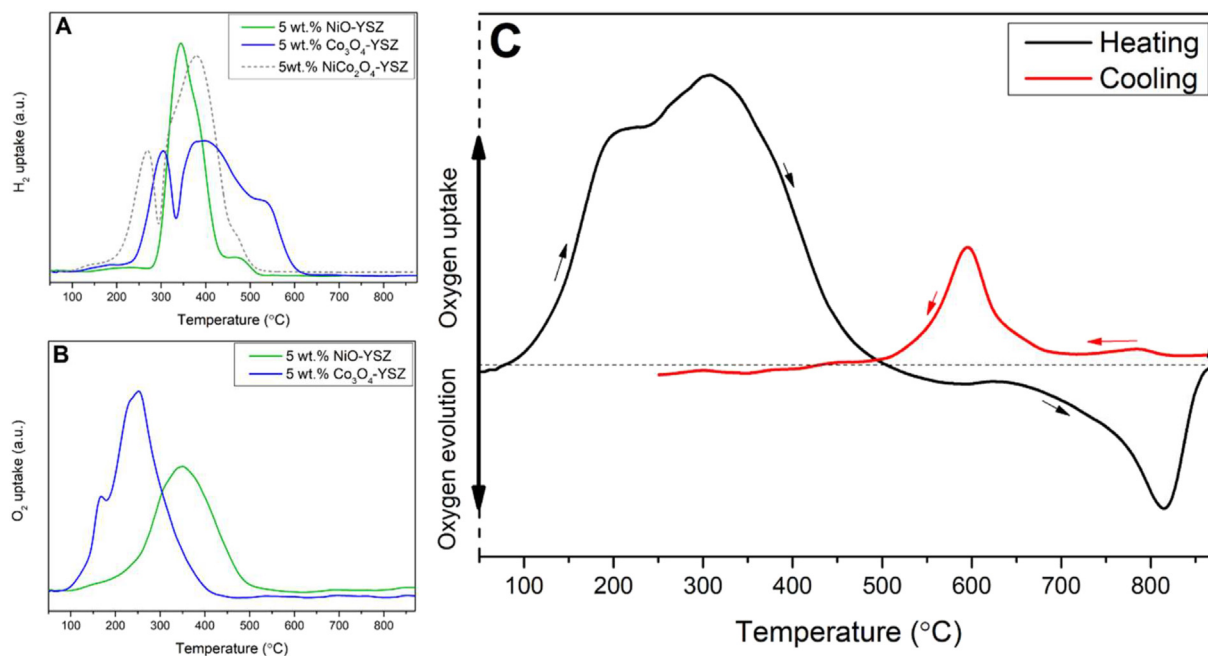 A
5 wt.% NiO-YSZ
5 wt.% Co₃O₄-YSZ
5wt.% NiCo₂O₄-YSZ
H₂ uptake (a.u.)
100 200 300 400 500 600 700 800
Temperature (°C)
B
5 wt.% NiO-YSZ
5 wt.% Co₃O₄-YSZ
O₂ uptake (a.u.)
100 200 300 400 500 600 700 800
Temperature (°C)
C
Heating
Cooling
Oxygen uptake
Oxygen evolution
100 200 300 400 500 600 700 800
Temperature (°C)